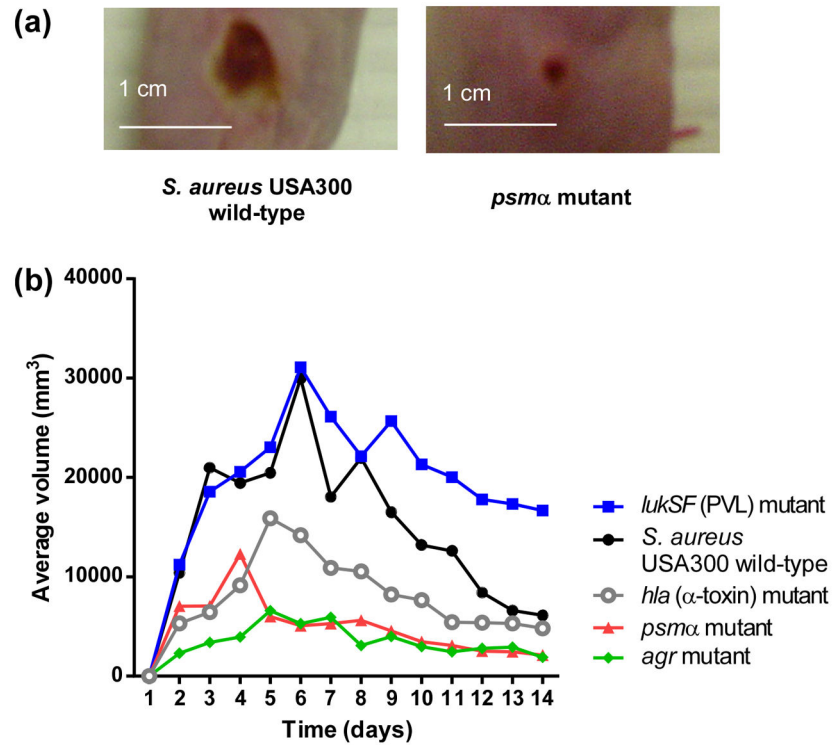 (a)
1 cm
1 cm
S. aureus USA300
wild-type
psmα mutant
(b)
Average volume (mm³)
40000
30000
20000
10000
0
1 2 3 4 5 6 7 8 9 10 11 12 13 14
Time (days)
lukSF (PVL) mutant
S. aureus
USA300 wild-type
hla (α-toxin) mutant
psmα mutant
agr mutant